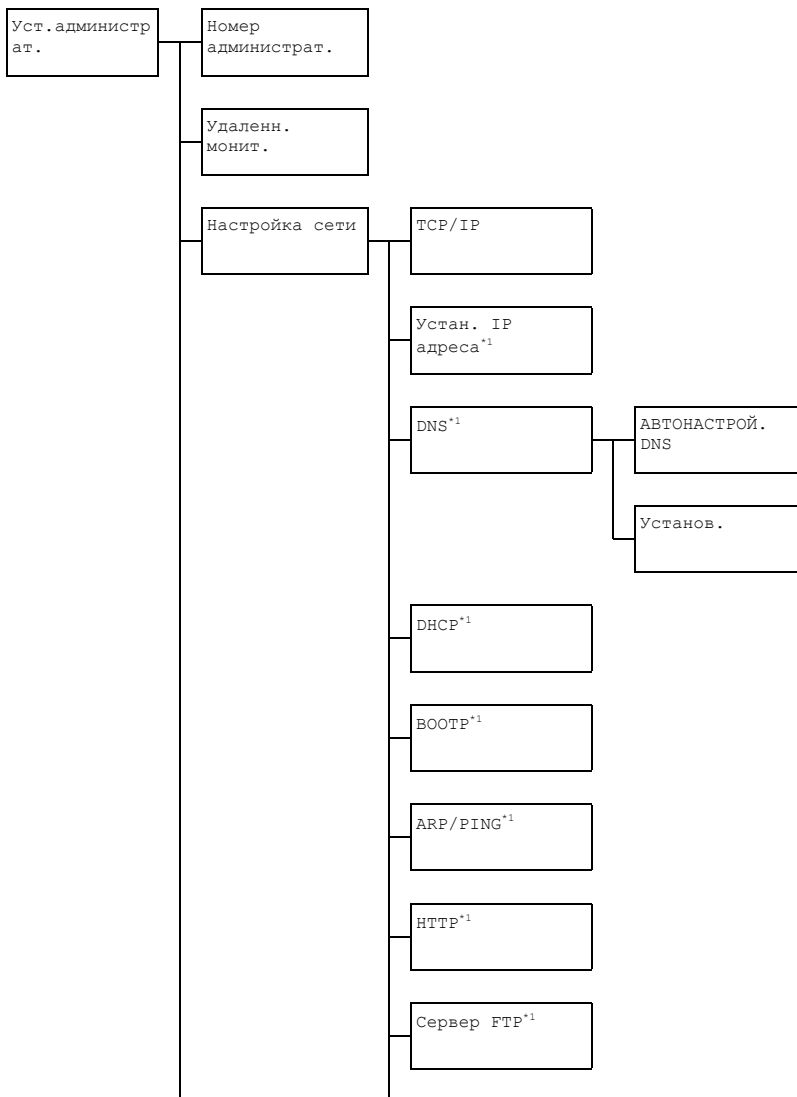 Уст.администр
ат.
Номер
администрат.
Удаленн.
монит.
Настройка сети
TCP/IP
Устан. IP
адреса*1
DNS*1
АВТОНАСТРОЙ.
DNS
Установ.
DHCP*1
BOOTP*1
ARP/PING*1
HTTP*1
Сервер FTP*1